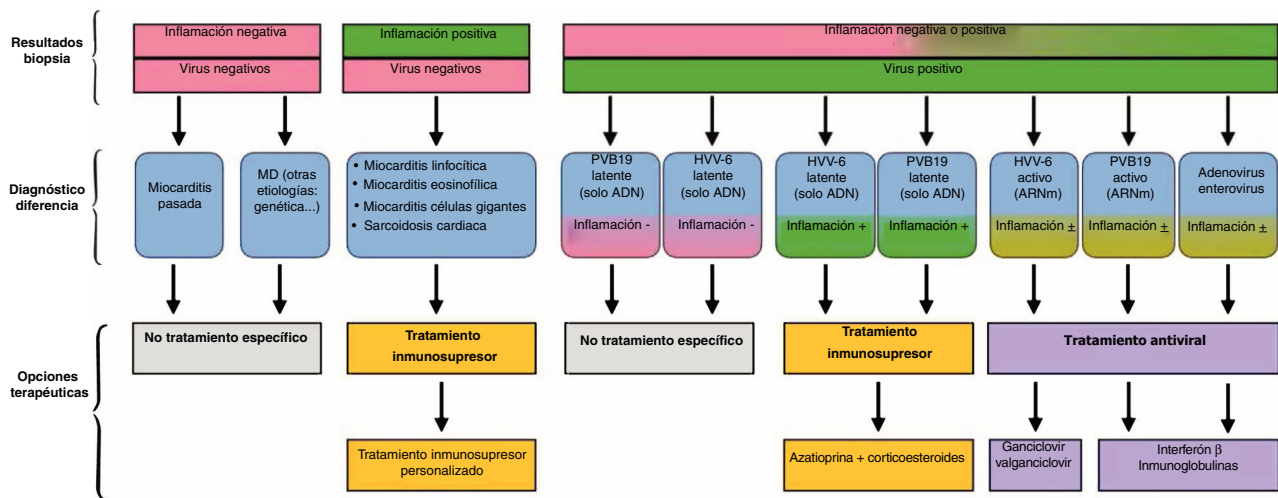 Resultados
biopsia
Inflamación negativa
Virus negativos
Inflamación positiva
Virus negativos
Inflamación negativa o positiva
Virus positivo
Diagnóstico
diferencia
Miocarditis
pasada
MD (otras
etiologías:
genética...)
• Miocarditis linfocítica
• Miocarditis eosinofílica
• Miocarditis células gigantes
• Sarcoidosis cardiaca
PVB19
latente
(solo ADN)
Inflamación -
HVV-6
latente
(solo ADN)
Inflamación -
HVV-6
latente
(solo ADN)
Inflamación +
PVB19
latente
(solo ADN)
Inflamación +
HVV-6
activo
(ARNm)
Inflamación ±
PVB19
activo
(ARNm)
Inflamación ±
Adenovirus
enterovirus
Inflamación ±
Opciones
terapéuticas
No tratamiento específico
Tratamiento
inmunosupresor
No tratamiento específico
Tratamiento
inmunosupresor
Tratamiento antiviral
Tratamiento inmunosupresor
personalizado
Azatioprina + corticoesteroides
Ganciclovir
valganciclovir
Interferón β
Inmunoglobulinas